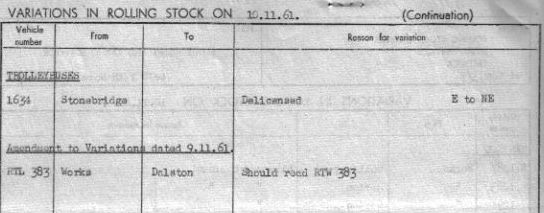 VARIATIONS IN ROLLING STOCK ON 10.11.61. (Continuation)
Vehicle number From To Reason for variation
TROLLEYBUSES
1634 Stonebridge Delicensed E to NE
Amendment to Variations dated 9.11.61.
RTL 383 Works Dalston Should read RTW 383